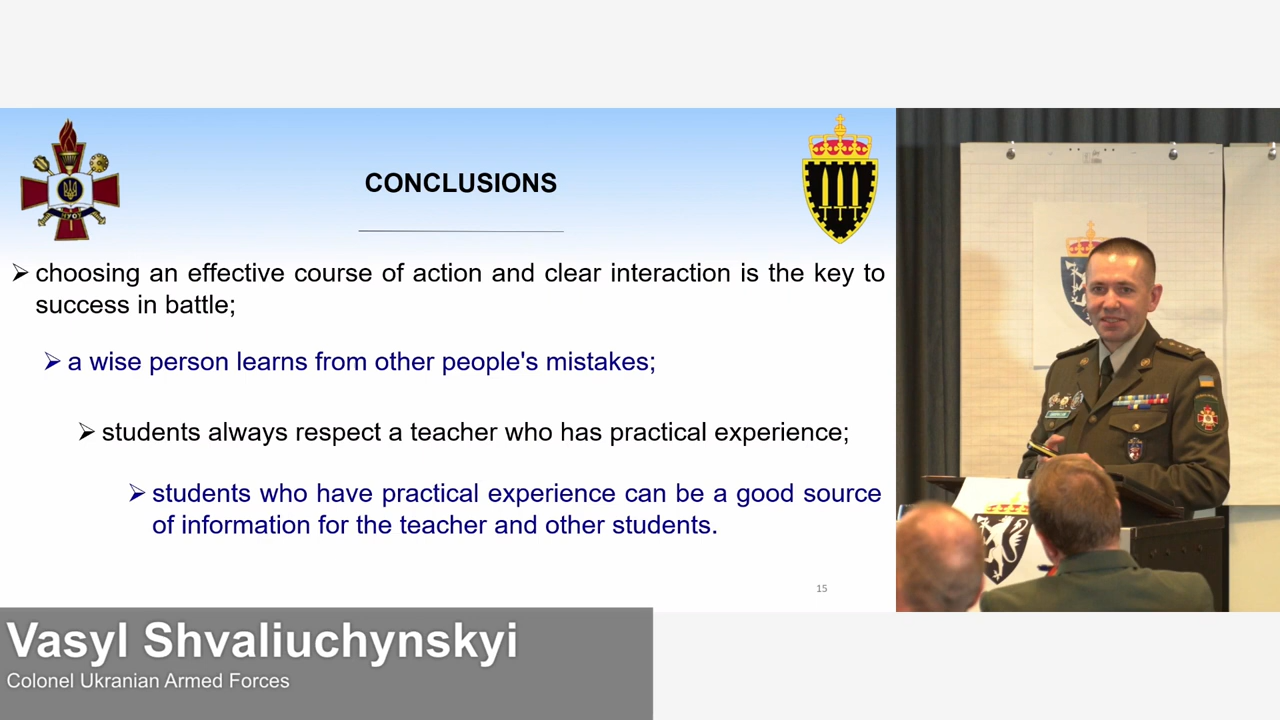 CONCLUSIONS
➢ choosing an effective course of action and clear interaction is the key to
success in battle;
➢ a wise person learns from other people's mistakes;
➢ students always respect a teacher who has practical experience;
➢ students who have practical experience can be a good source
of information for the teacher and other students.
15
Vasyl Shvaliuchynskyi
Colonel Ukranian Armed Forces